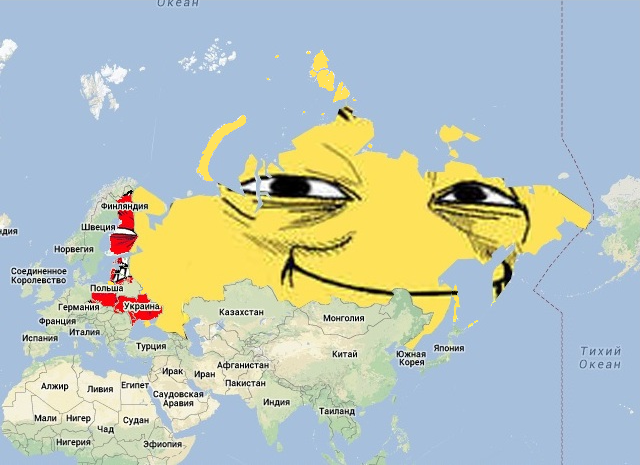 Океан
Финляндия
Швеция
Норвегия
Соединенное
Королевство
Польша
Германия
Украина
Франция
Италия
Испания
Турция
Казахстан
Монголия
Китай
Южная
Корея
Япония
Тихий
Океан
Ирак
Иран
Афганистан
Пакистан
Алжир
Ливия
Египет
Саудовская
Аравия
Индия
Таиланд
Мали
Нигер
Чад
Судан
Нигерия
Эфиопия